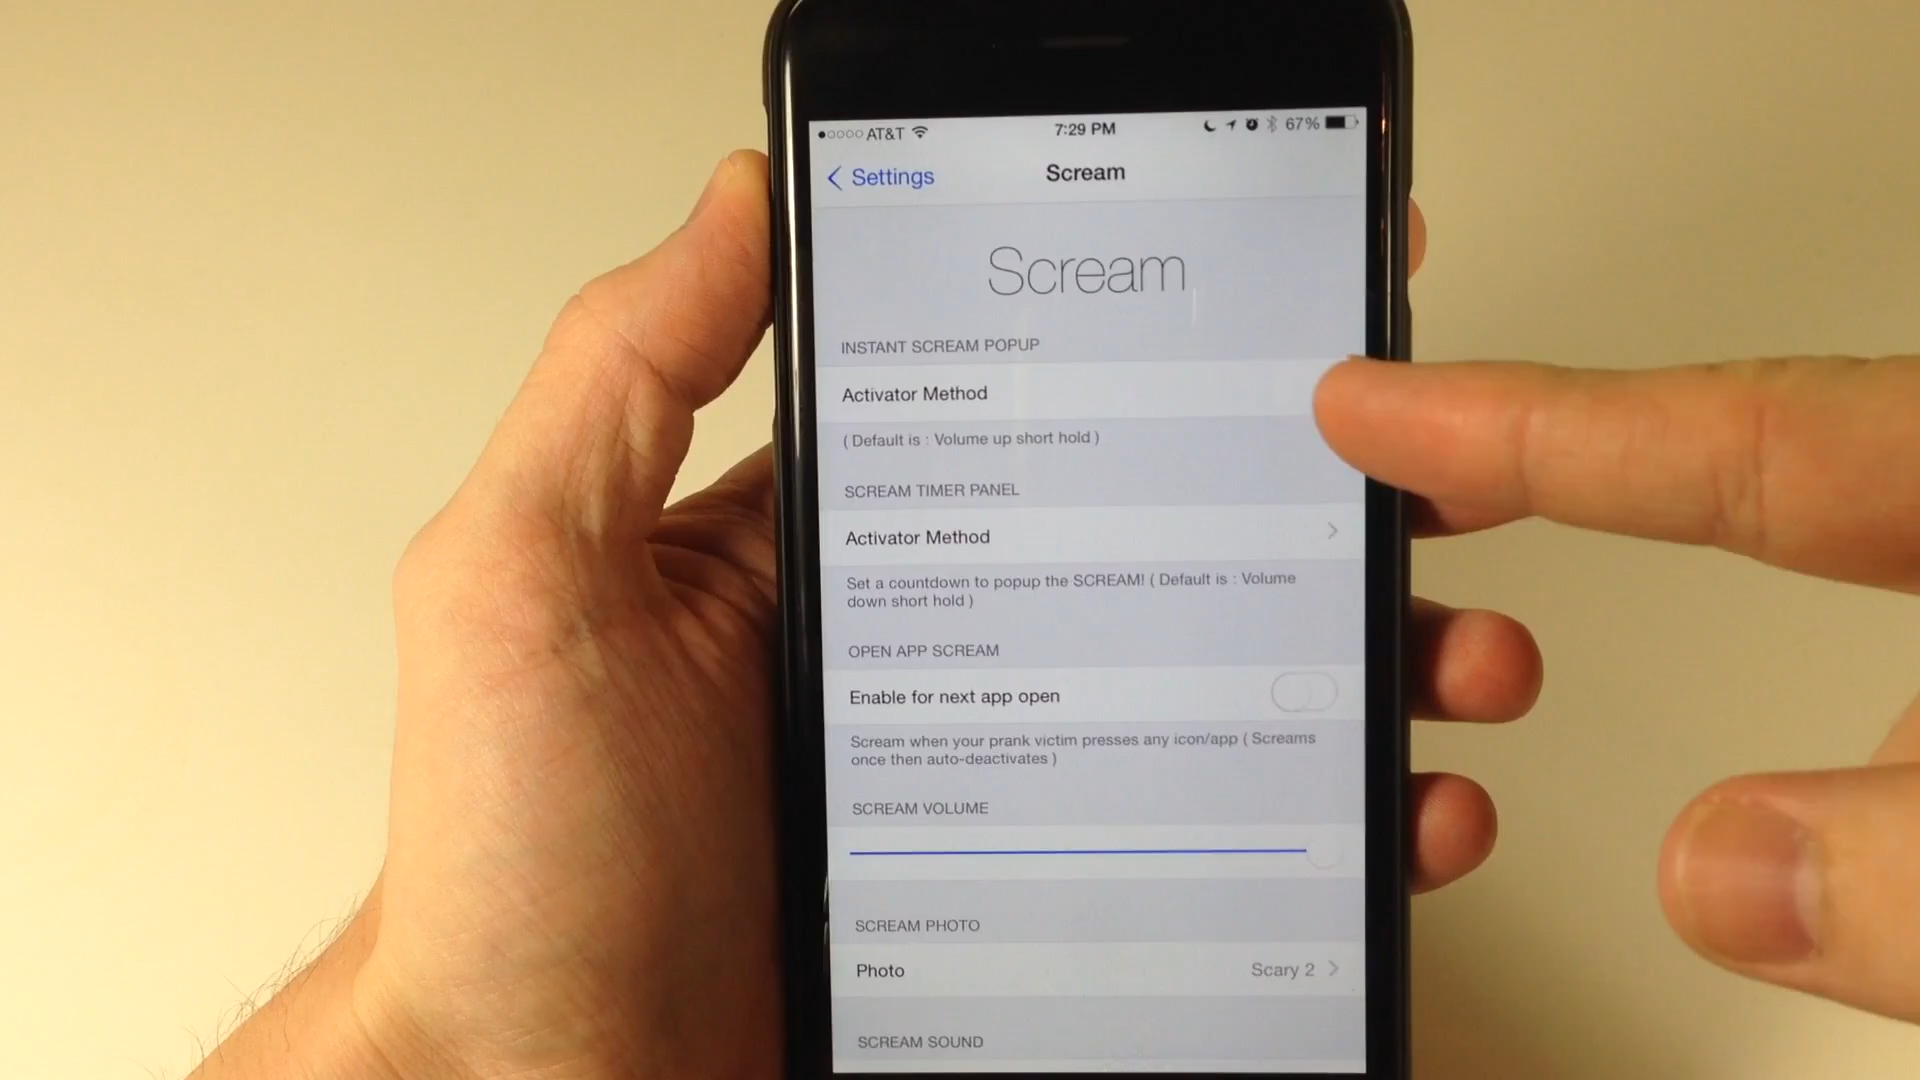 AT&T 7:29 PM 67%
Settings Scream
Scream
INSTANT SCREAM POPUP
Activator Method
( Default is : Volume up short hold )
SCREAM TIMER PANEL
Activator Method
Set a countdown to popup the SCREAM! ( Default is : Volume
down short hold )
OPEN APP SCREAM
Enable for next app open
Scream when your prank victim presses any icon/app ( Screams
once then auto-deactivates )
SCREAM VOLUME
SCREAM PHOTO
Photo Scary 2
SCREAM SOUND